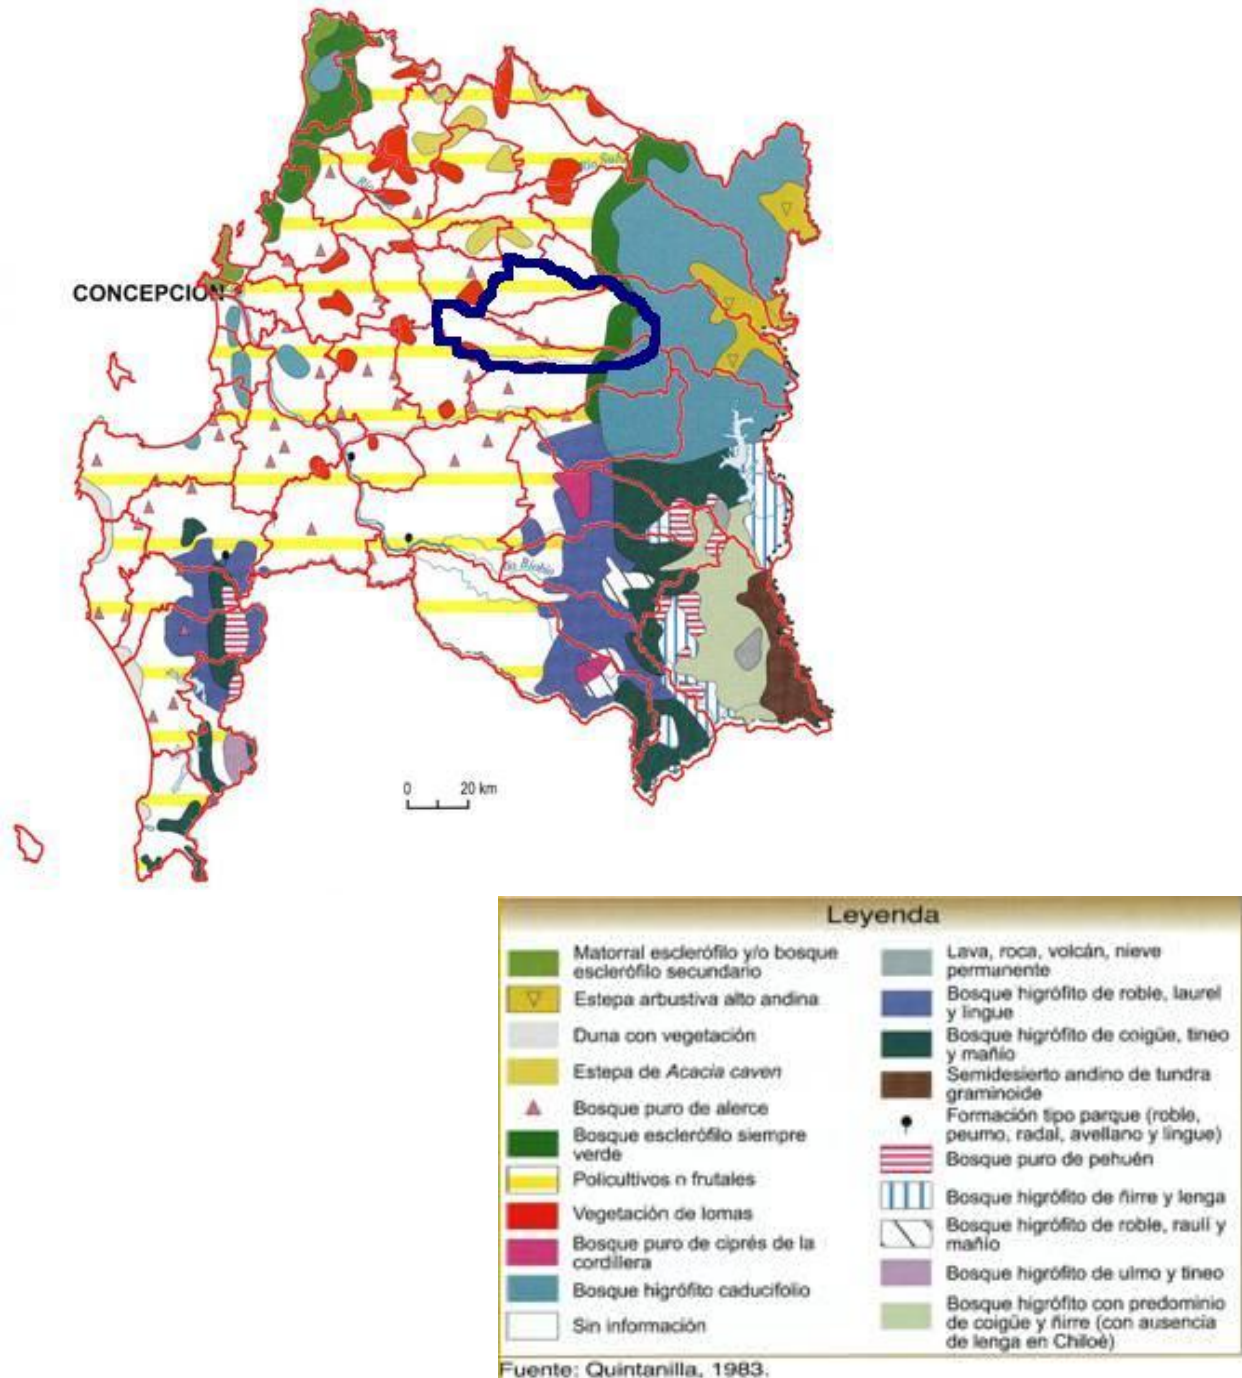 CONCEPCION
0 20 km
Río Biobío
Leyenda
Matorral esclerófilo y/o bosque
esclerófilo secundario
Estepa arbustiva alto andina
Duna con vegetación
Estepa de Acacia caven
Bosque puro de alerce
Bosque esclerófilo siempre
verde
Policultivos n frutales
Vegetación de lomas
Bosque puro de ciprés de la
cordillera
Bosque higrófito caducifolio
Sin información
Lava, roca, volcán, nieve
permanente
Bosque higrófito de roble, laurel
y lingue
Bosque higrófito de coigüe, tineo
y mañio
Semidesierto andino de tundra
graminoide
Formación tipo parque (roble,
peumo, radal, avellano y lingue)
Bosque puro de pehuén
Bosque higrófito de ñirre y lenga
Bosque higrófito de roble, raulí y
mañio
Bosque higrófito de ulmo y tineo
Bosque higrófito con predominio
de coigüe y ñirre (con ausencia
de lenga en Chiloé)
Fuente: Quintanilla, 1983.